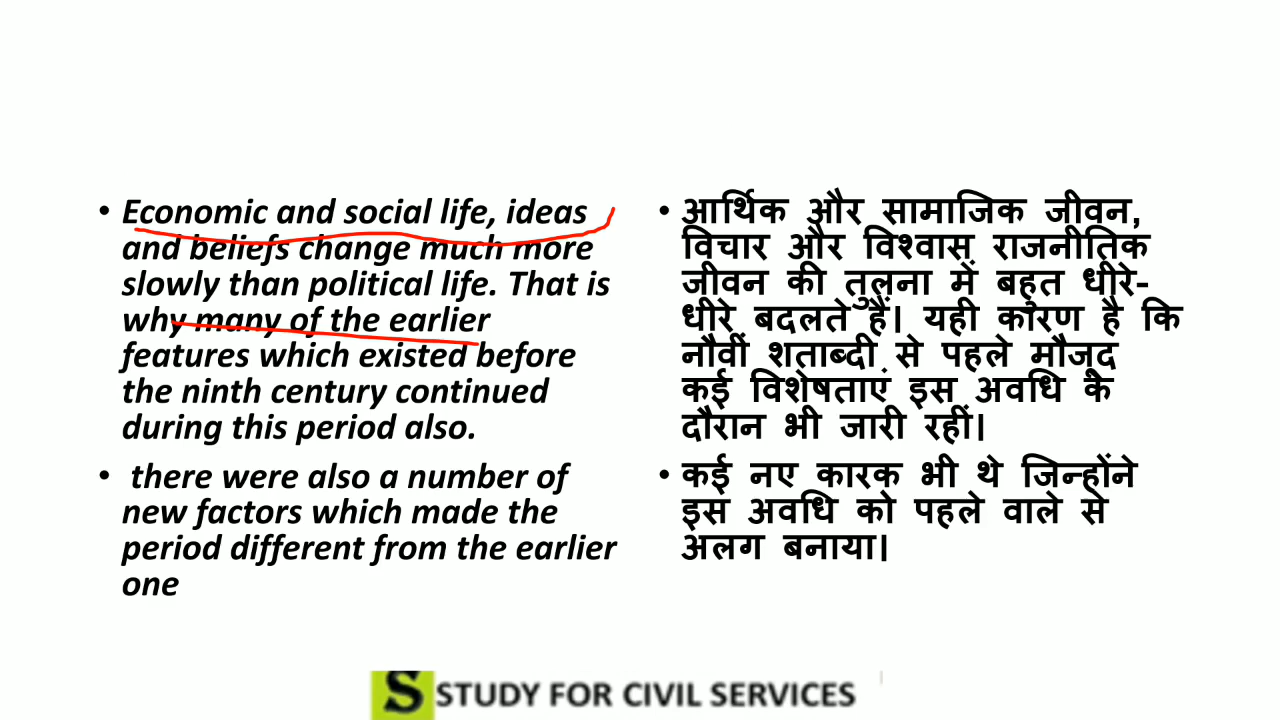 • Economic and social life, ideas
and beliefs change much more
slowly than political life. That is
why many of the earlier
features which existed before
the ninth century continued
during this period also.
• there were also a number of
new factors which made the
period different from the earlier
one
• आर्थिक और सामाजिक जीवन,
विचार और विश्वास राजनीतिक
जीवन की तुलना में बहुत धीरे-
धीरे बदलते हैं। यही कारण है कि
नौवीं शताब्दी से पहले मौजूद
कई विशेषताएं इस अवधि के
दौरान भी जारी रहीं।
• कई नए कारक भी थे जिन्होंने
इस अवधि को पहले वाले से
अलग बनाया।
S STUDY FOR CIVIL SERVICES